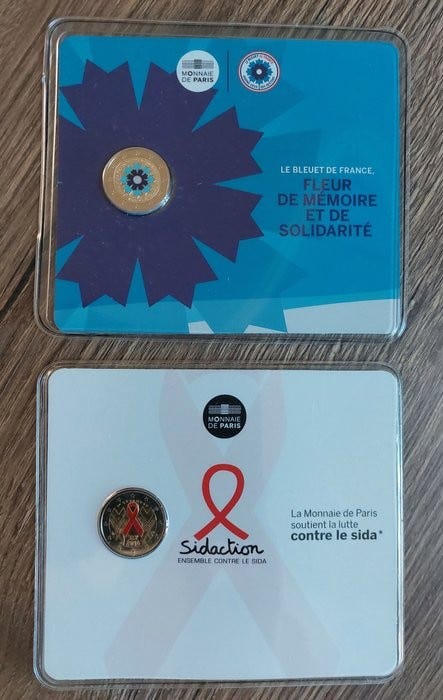 MONNAIE
DE PARIS
LE BLEUET DE FRANCE,
FLEUR
DE MÉMOIRE
ET DE
SOLIDARITÉ
MONNAIE
DE PARIS
Sidaction
ENSEMBLE CONTRE LE SIDA
La Monnaie de Paris
soutient la lutte
contre le sida*